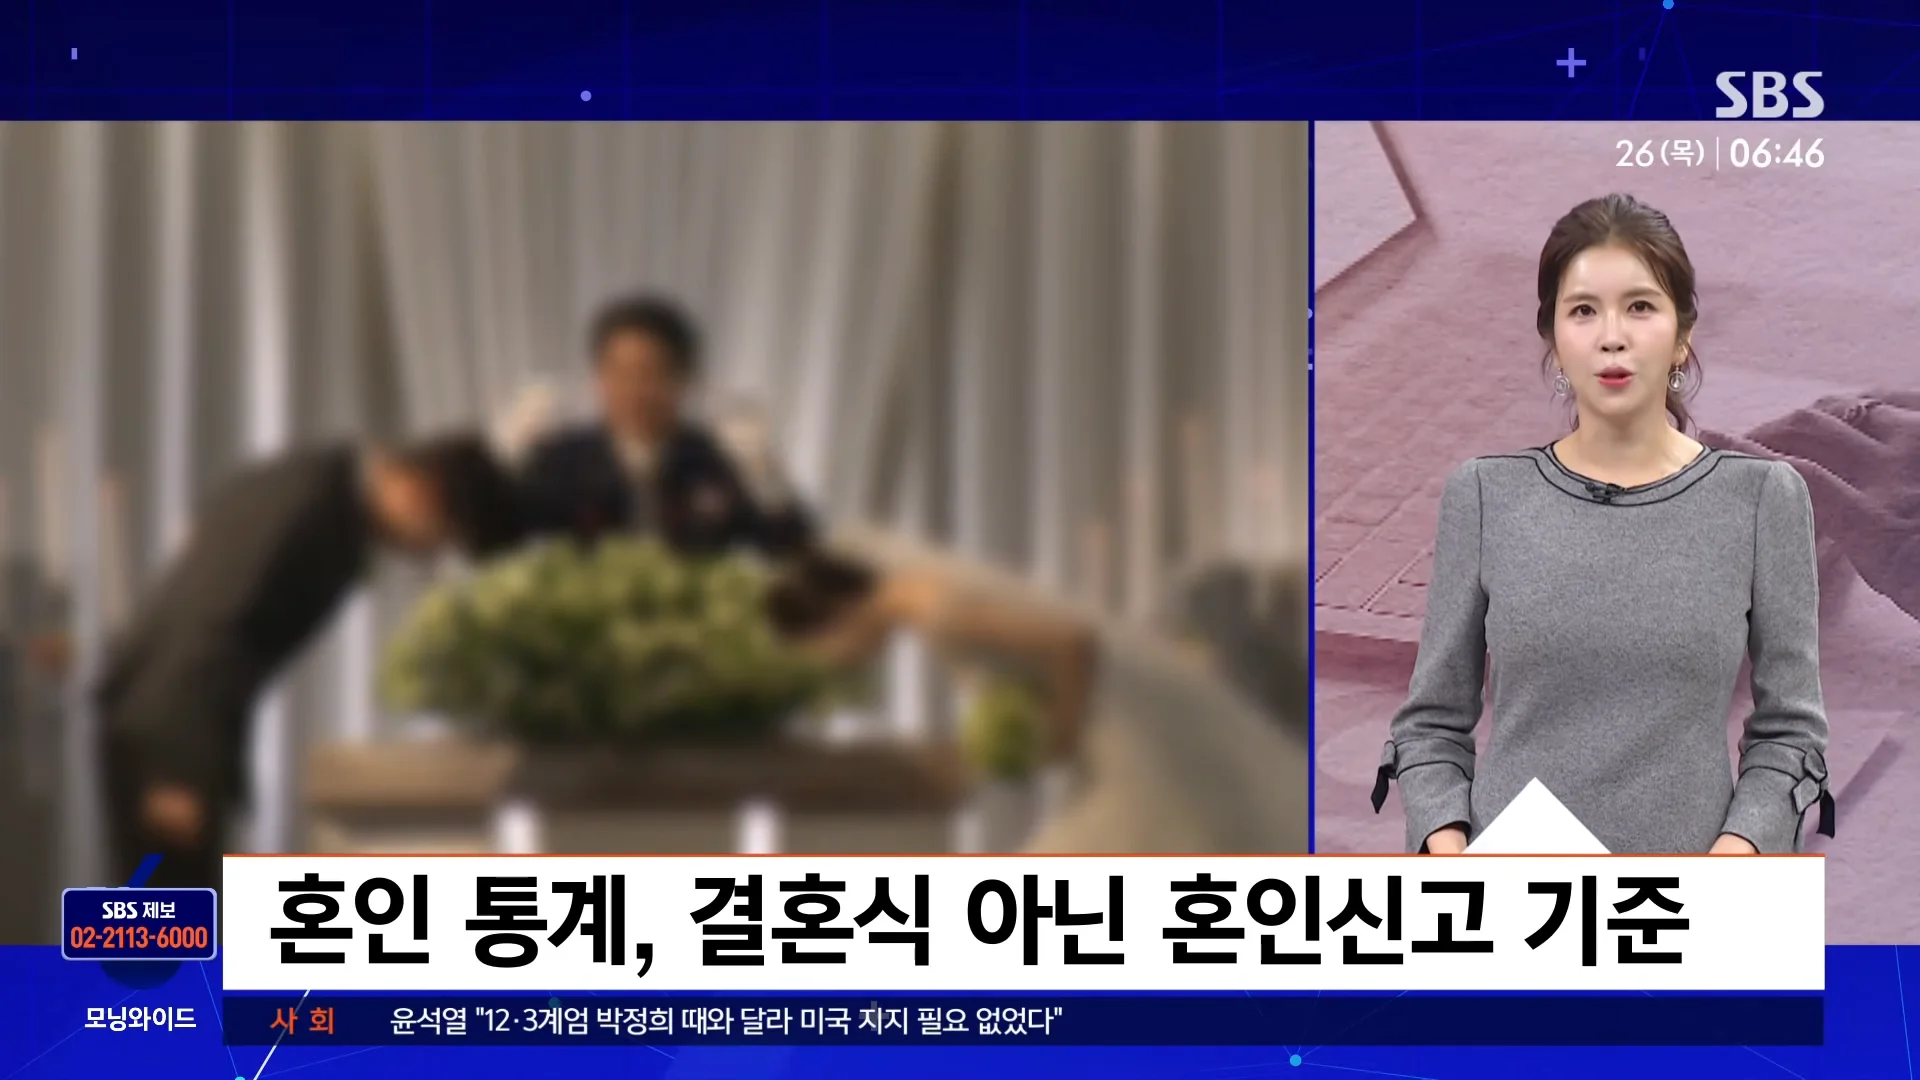 SBS
26(목) | 06:46
혼인 통계, 결혼식 아닌 혼인신고 기준
SBS 제보
02-2113-6000
모닝와이드
사회 윤석열 "12·3계엄 박정희 때와 달라 미국 지지 필요 없었다"